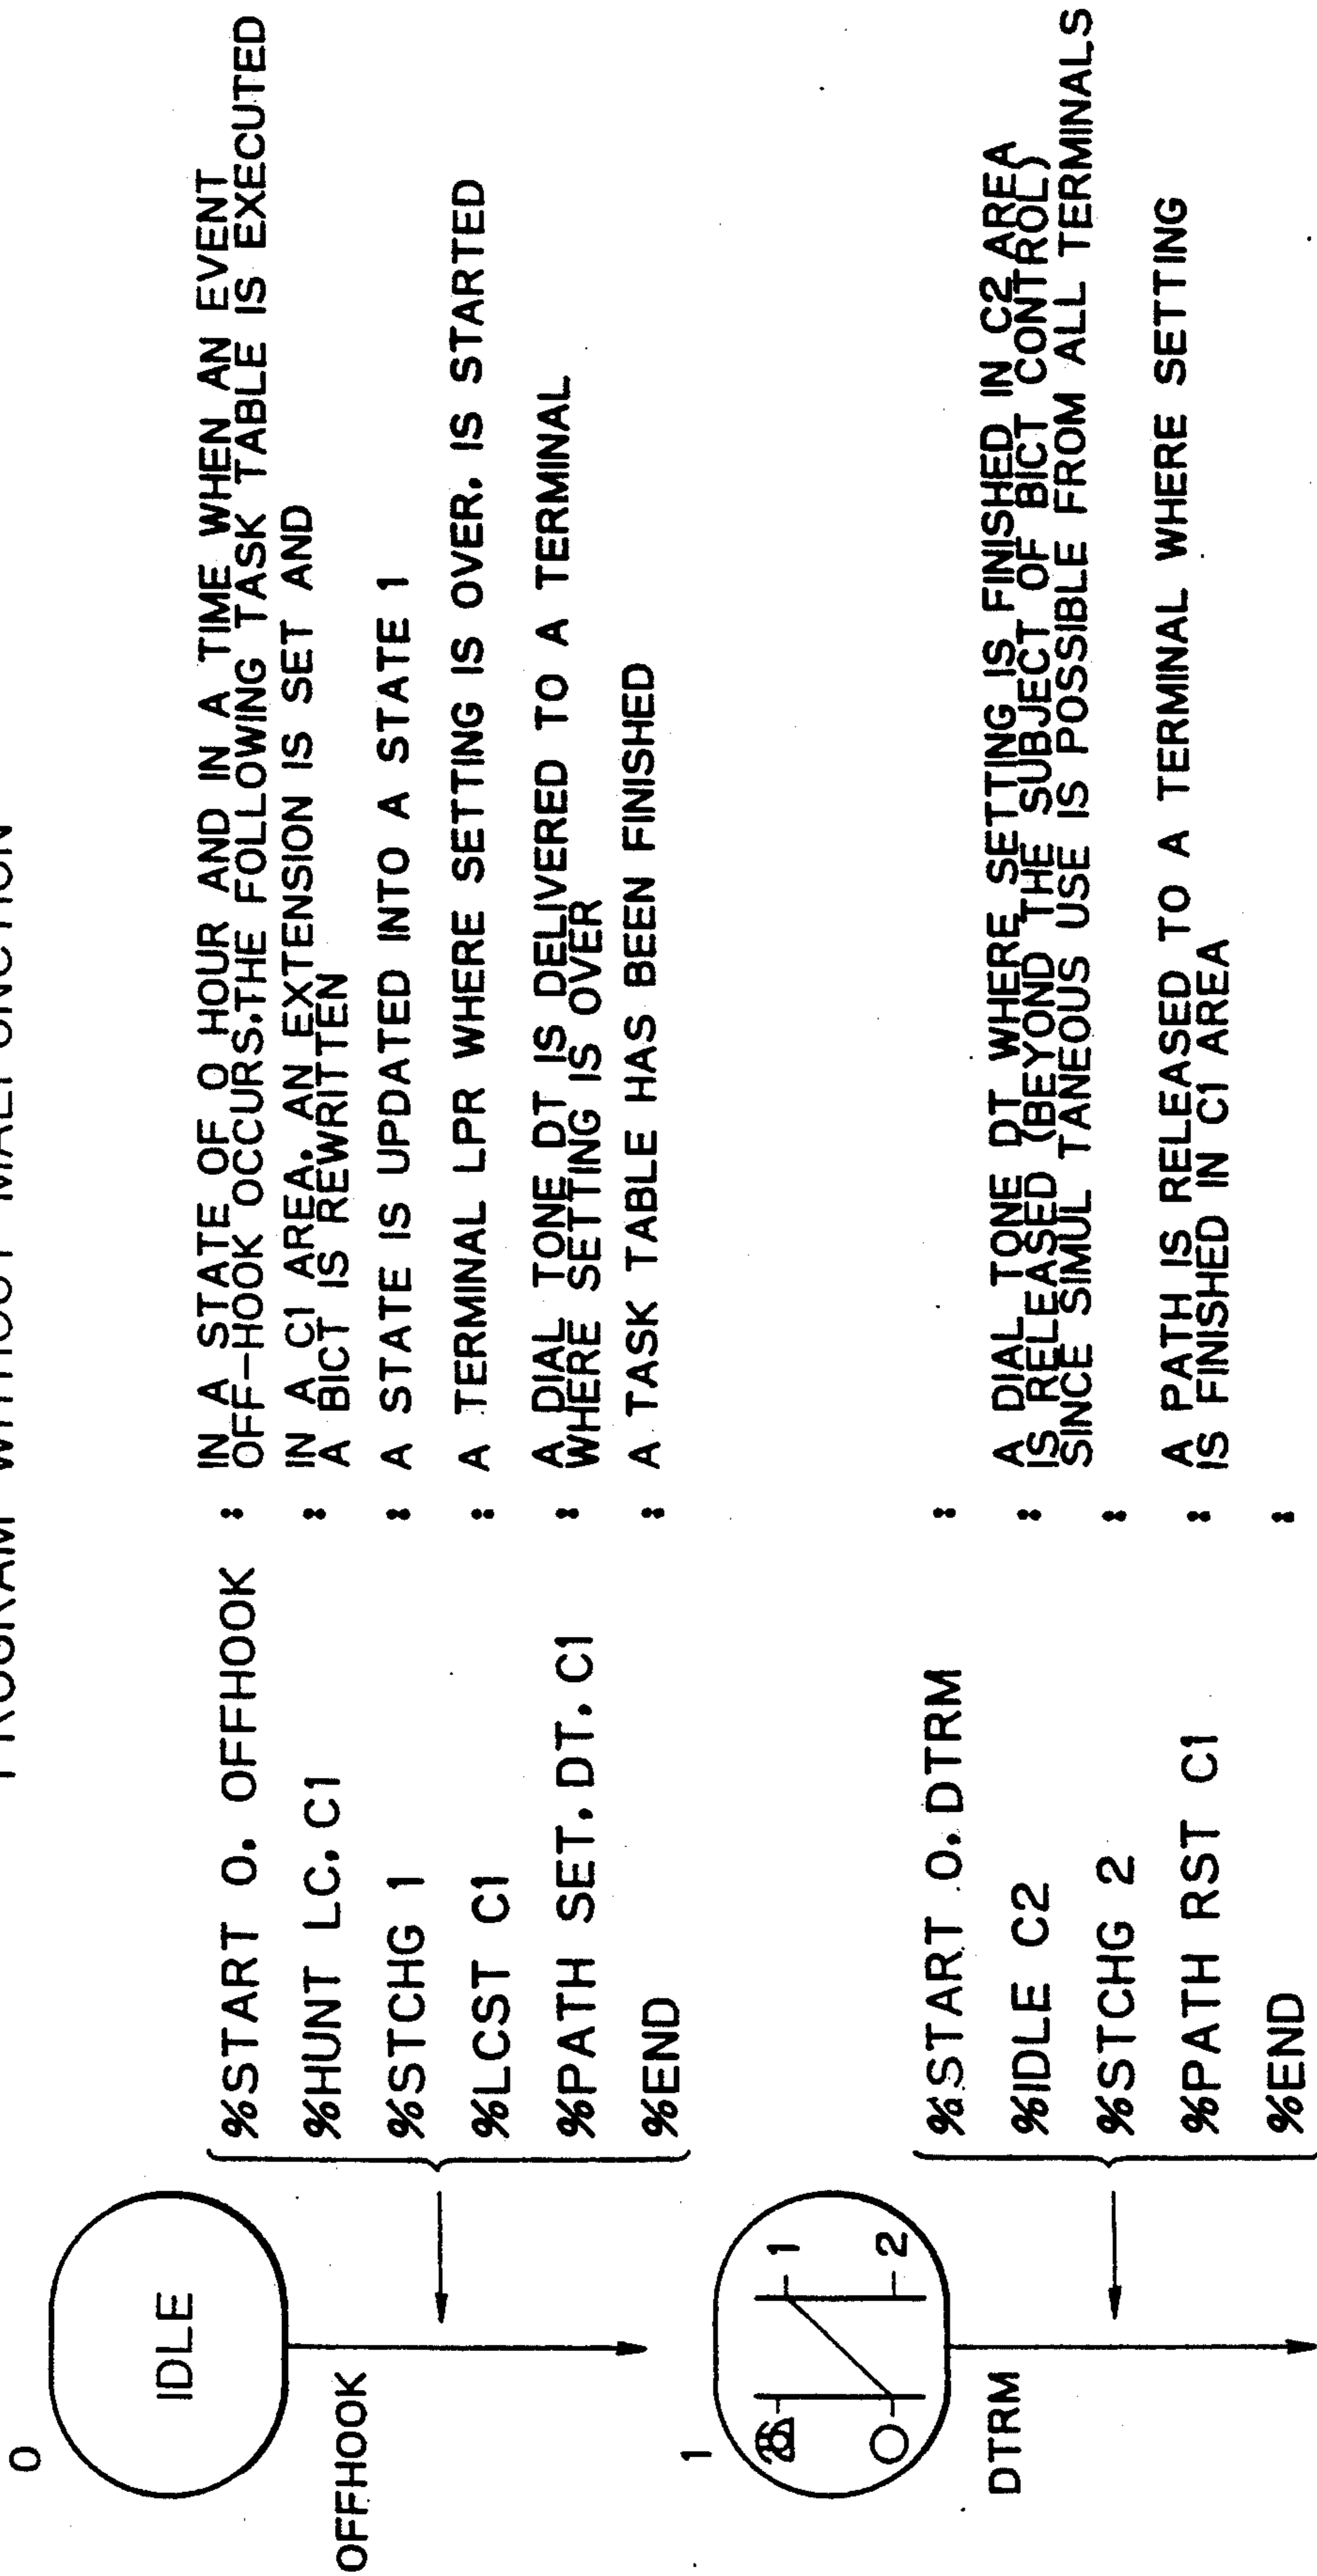 PROGRAM WITHOUT MALFUNCTION
0
IDLE
OFFHOOK
%START 0. OFFHOOK : IN A STATE OF O HOUR AND IN A TIME WHEN AN EVENT
OFF-HOOK OCCURS.THE FOLLOWING TASK TABLE IS EXECUTED
%HUNT LC. C1 : IN A C1 AREA. AN EXTENSION IS SET AND
A BICT IS REWRITTEN
%STCHG 1 : A STATE IS UPDATED INTO A STATE 1
%LCST C1 : A TERMINAL LPR WHERE SETTING IS OVER. IS STARTED
%PATH SET. DT. C1 : A DIAL TONE DT IS DELIVERED TO A TERMINAL
WHERE SETTING IS OVER
%END : A TASK TABLE HAS BEEN FINISHED
1
1
2
DTRM
%START 0. DTRM :
%IDLE C2 : A DIAL TONE DT WHERE SETTING IS FINISHED IN C2 AREA
IS RELEASED (BEYOND THE SUBJECT OF BICT CONTROL)
SINCE SIMUL TANEOUS USE IS POSSIBLE FROM ALL TERMINALS
%STCHG 2 :
%PATH RST C1 : A PATH IS RELEASED TO A TERMINAL WHERE SETTING
IS FINISHED IN C1 AREA
%END :